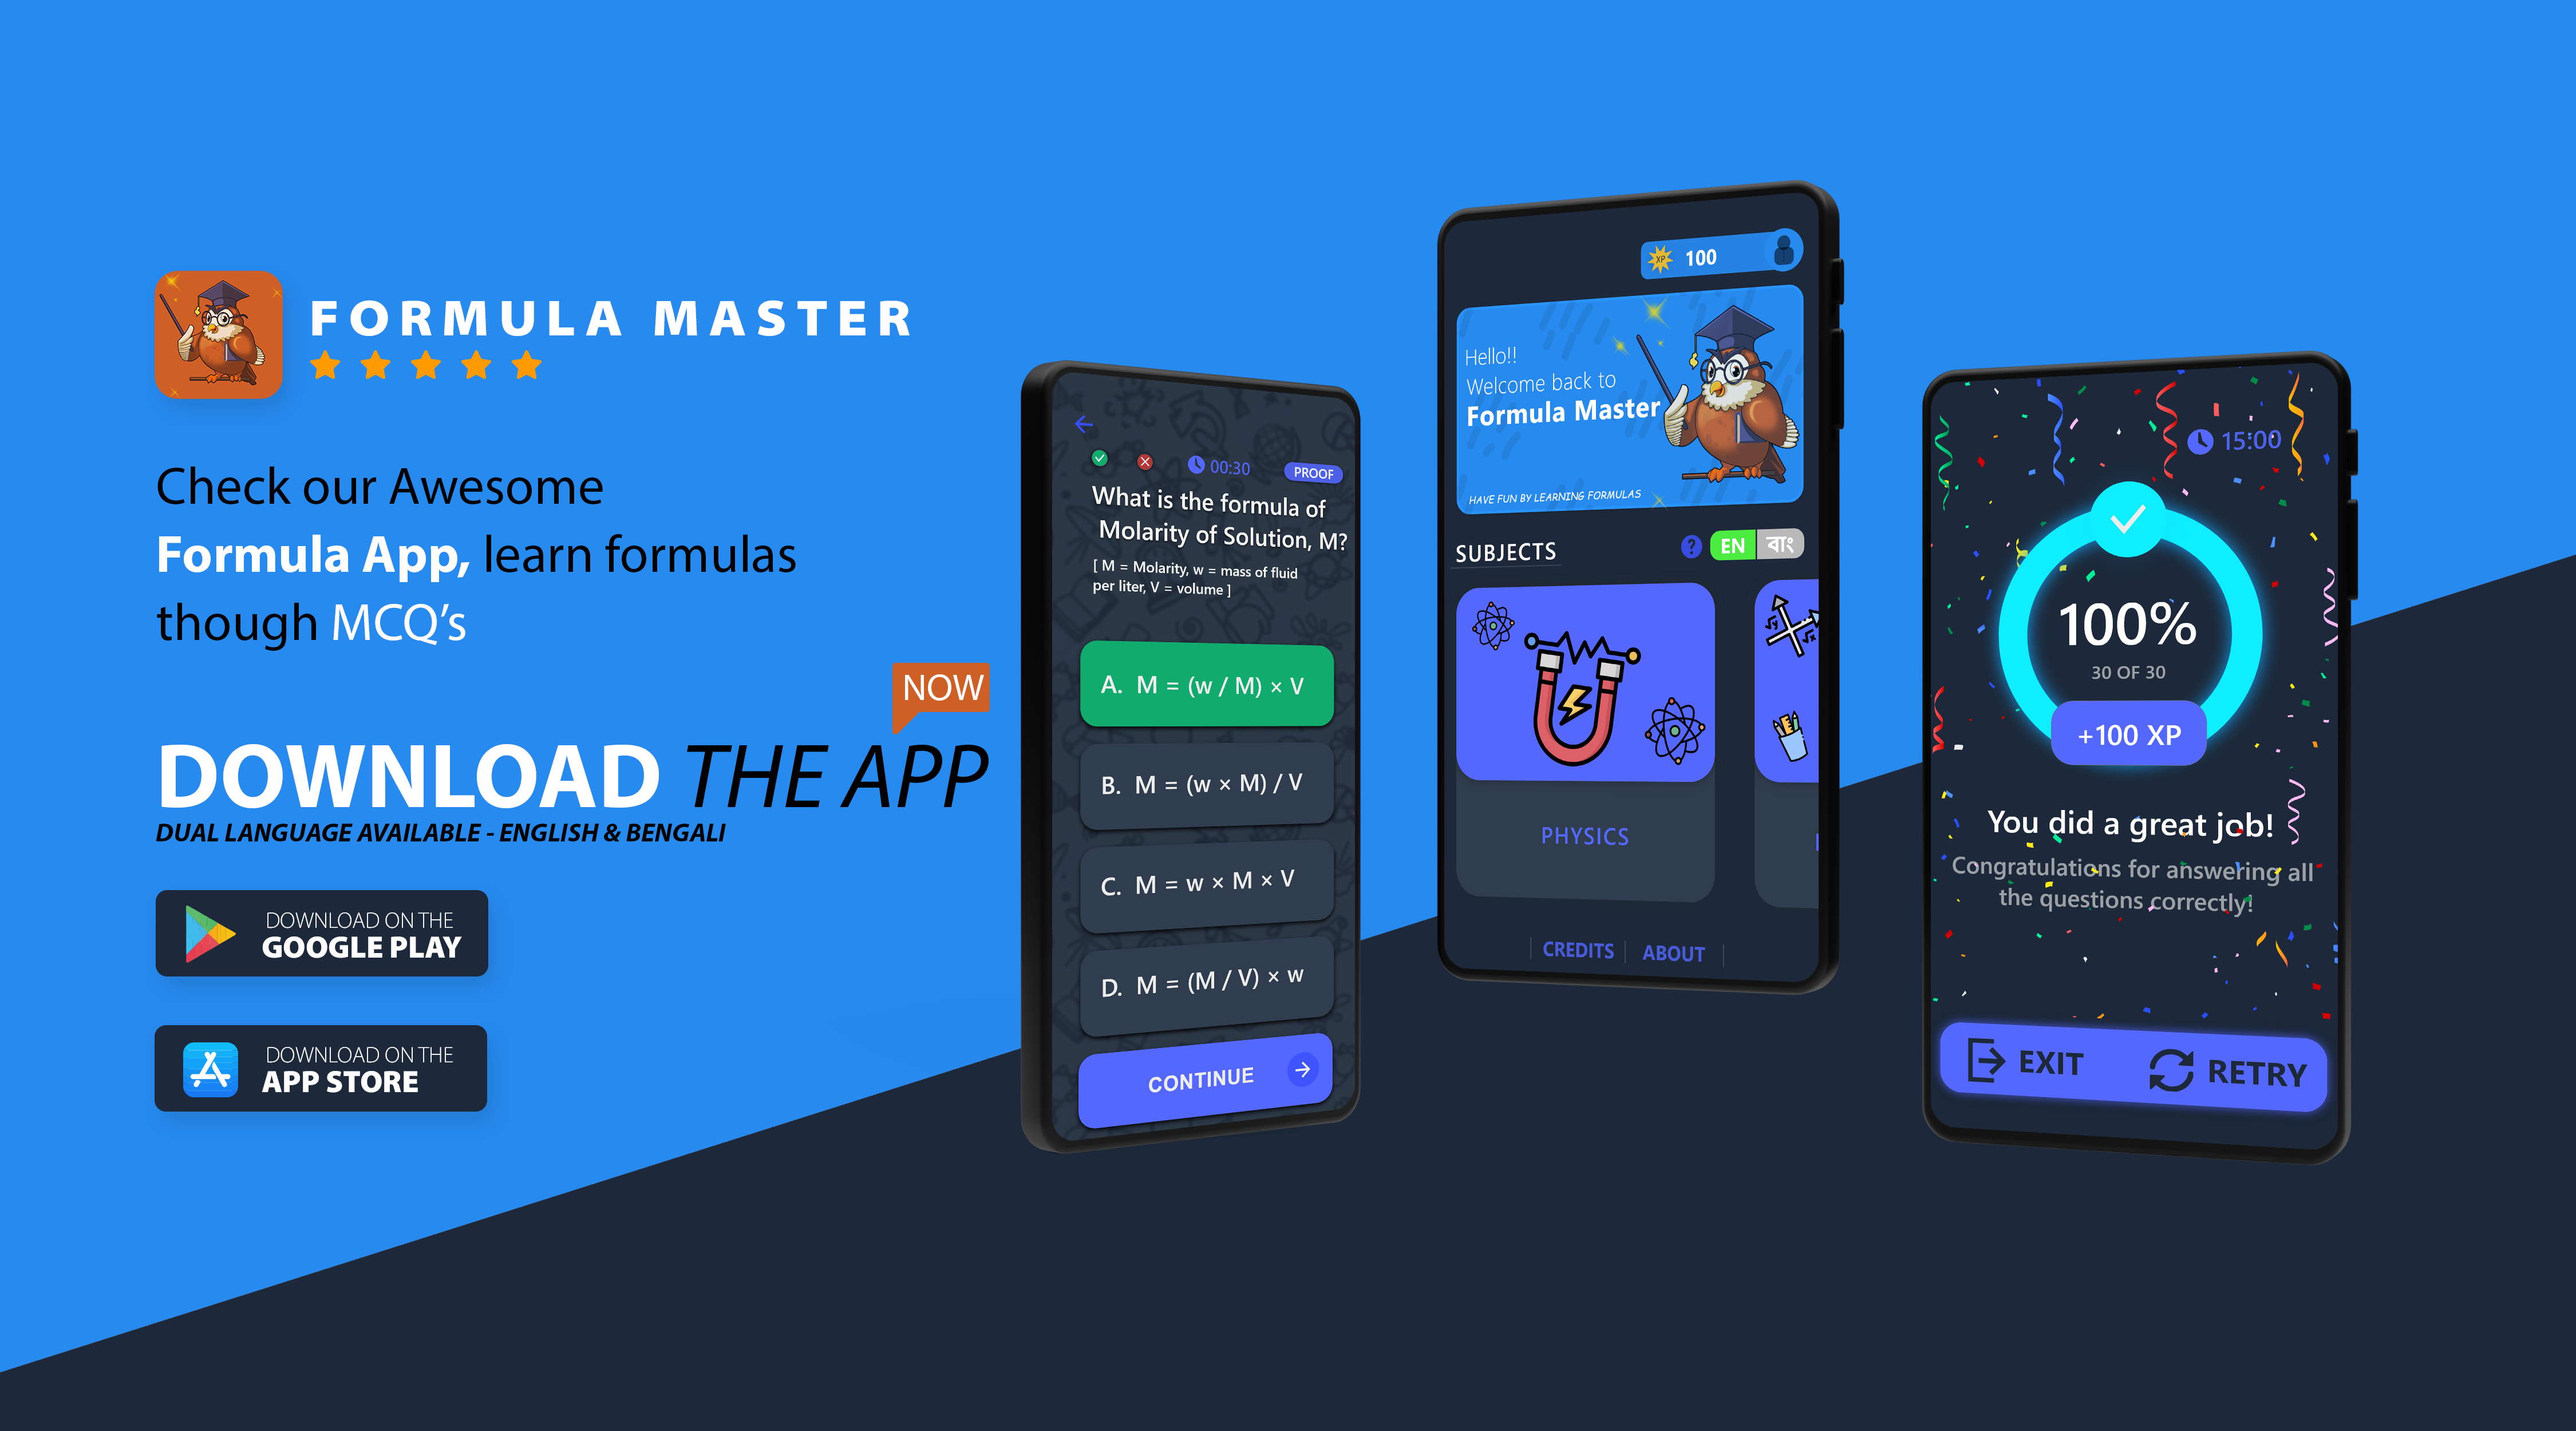 FORMULA MASTER
Check our Awesome
Formula App, learn formulas
though MCQ's
NOW
DOWNLOAD THE APP
DUAL LANGUAGE AVAILABLE - ENGLISH & BENGALI
DOWNLOAD ON THE
GOOGLE PLAY
DOWNLOAD ON THE
APP STORE
00:30
PROOF
What is the formula of
Molarity of Solution, M?
[ M = Molarity, w = mass of fluid
per liter, V = volume ]
A. M = (w / M) × V
B. M = (w × M) / V
C. M = w × M × V
D. M = (M / V) × w
CONTINUE
XP 100
Hello!!
Welcome back to
Formula Master
HAVE FUN BY LEARNING FORMULAS
SUBJECTS
? EN বাং
PHYSICS
CREDITS ABOUT
15:00
100%
30 OF 30
+100 XP
You did a great job!
Congratulations for answering all
the questions correctly!
EXIT RETRY